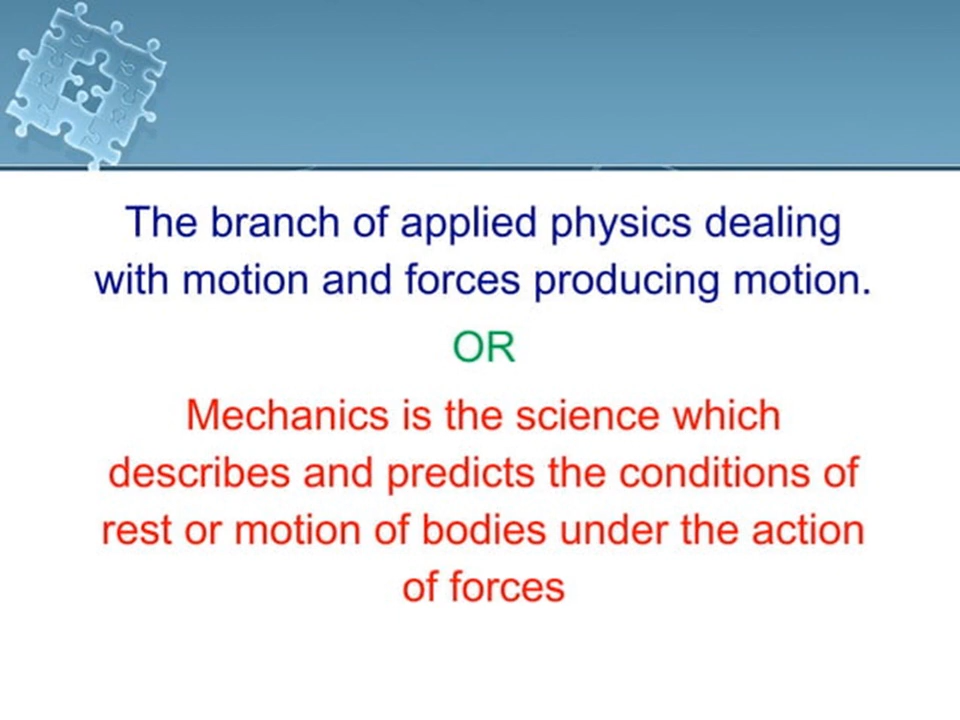 The branch of applied physics dealing
with motion and forces producing motion.
OR
Mechanics is the science which
describes and predicts the conditions of
rest or motion of bodies under the action
of forces